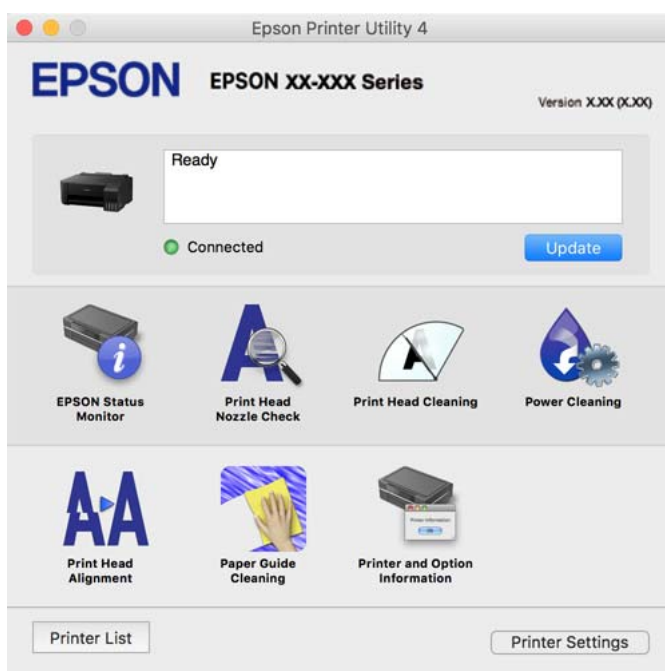 Epson Printer Utility 4
EPSON
EPSON XX-XXX Series
Version X.XX (X.XX)
Ready
Connected
Update
EPSON Status
Monitor
Print Head
Nozzle Check
Print Head Cleaning
Power Cleaning
Print Head
Alignment
Paper Guide
Cleaning
Printer and Option
Information
Printer List
Printer Settings